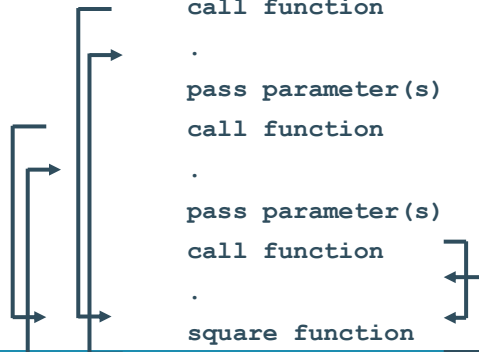 call function
.
pass parameter(s)
call function
.
pass parameter(s)
call function
.
square function